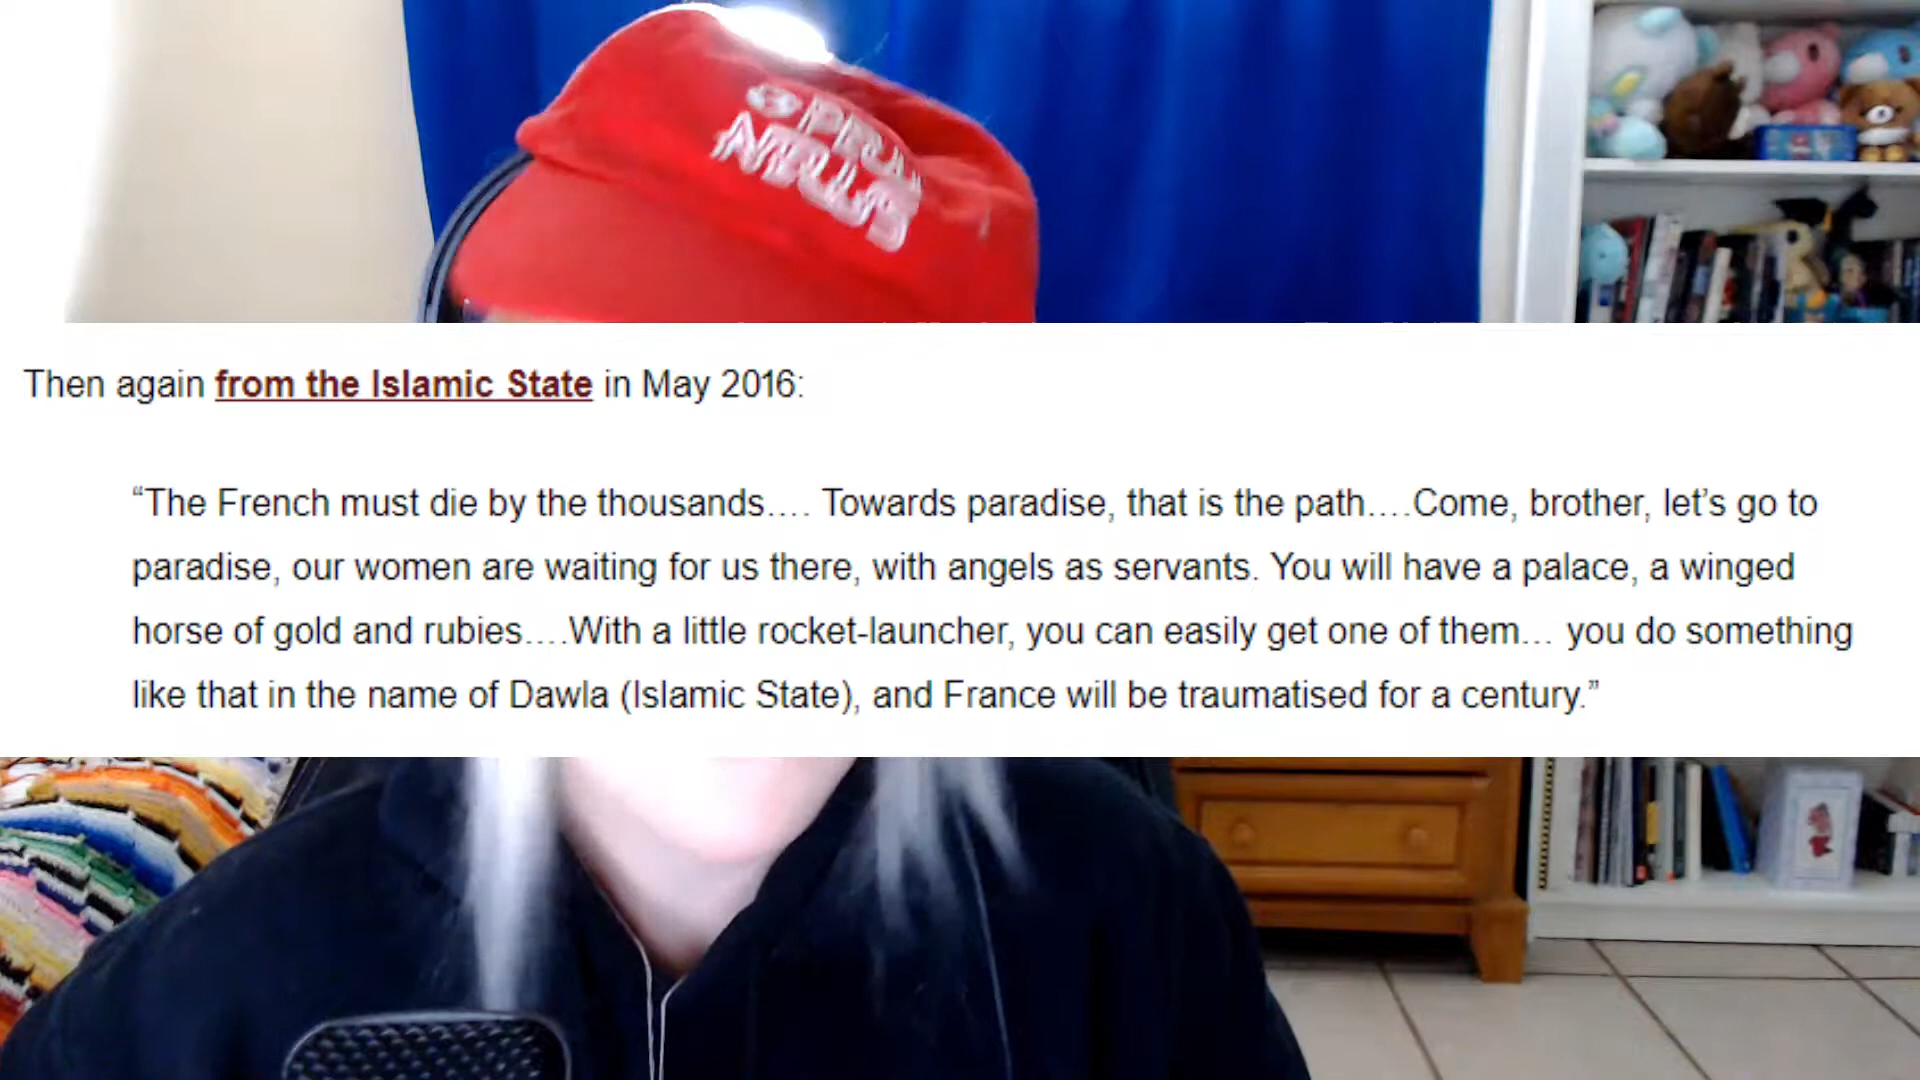 Then again from the Islamic State in May 2016:
“The French must die by the thousands…. Towards paradise, that is the path….Come, brother, let’s go to
paradise, our women are waiting for us there, with angels as servants. You will have a palace, a winged
horse of gold and rubies….With a little rocket-launcher, you can easily get one of them… you do something
like that in the name of Dawla (Islamic State), and France will be traumatised for a century.”